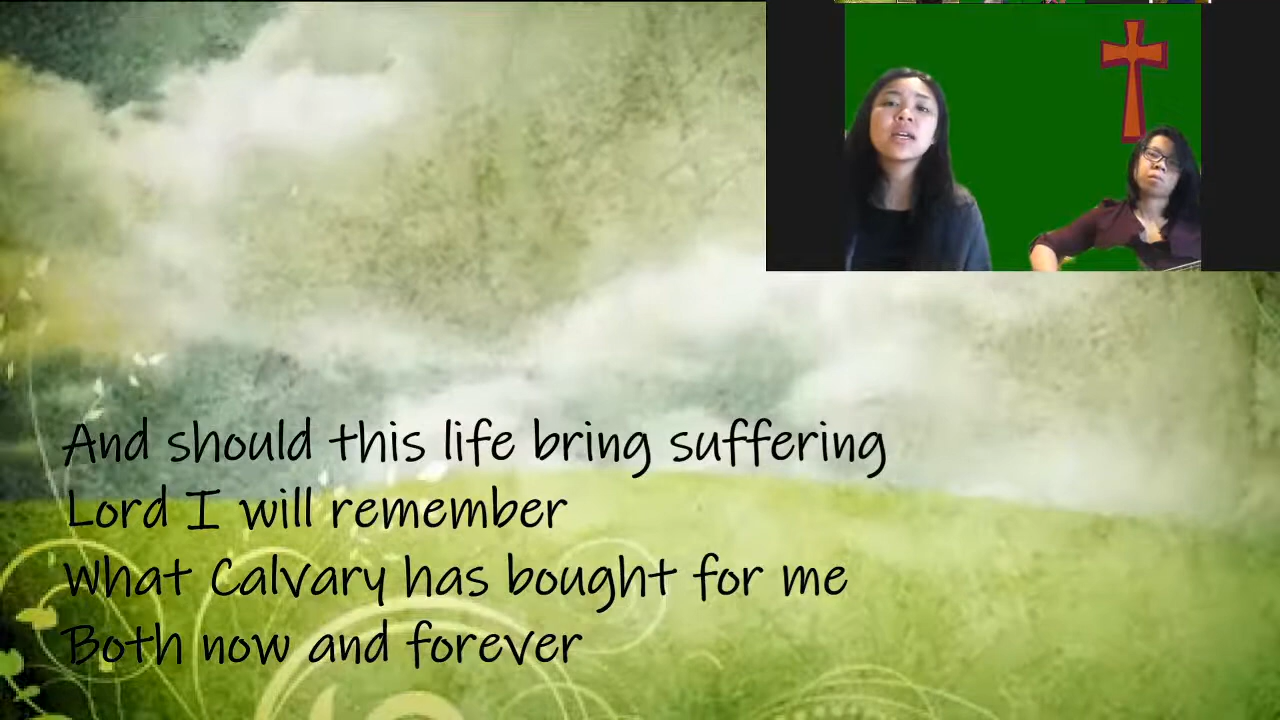 And should this life bring suffering
Lord I will remember
What Calvary has bought for me
Both now and forever